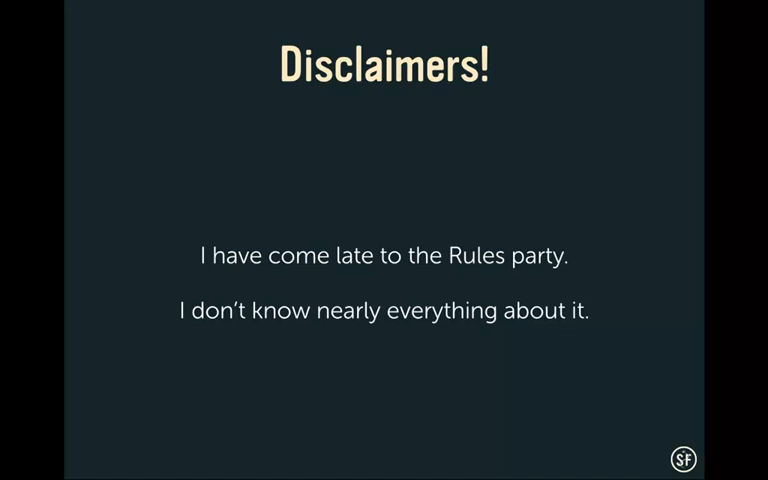 Disclaimers!
I have come late to the Rules party.
I don’t know nearly everything about it.
SF